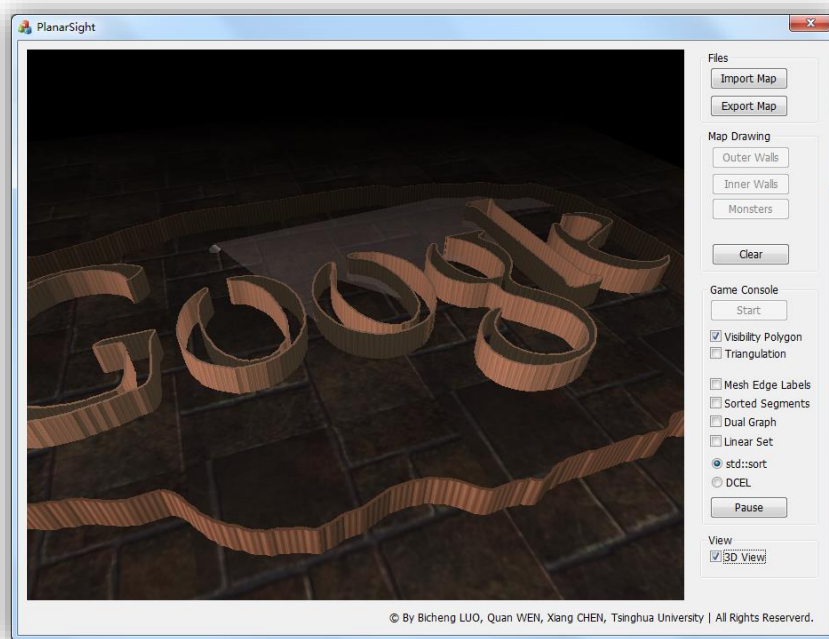 PlanarSight
Google
Files
Import Map
Export Map
Map Drawing
Outer Walls
Inner Walls
Monsters
Clear
Game Console
Start
Visibility Polygon
Triangulation
Mesh Edge Labels
Sorted Segments
Dual Graph
Linear Set
std::sort
DCEL
Pause
View
3D View
© By Bicheng LUO, Quan WEN, Xiang CHEN, Tsinghua University | All Rights Reserverd.